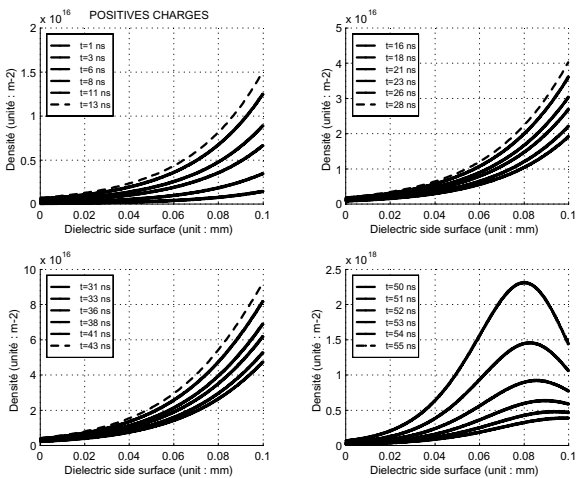 POSITIVES CHARGES
x 10^16
2
1.5
1
0.5
0
Densité (unité : m-2)
t=1 ns
t=3 ns
t=6 ns
t=8 ns
t=11 ns
t=13 ns
0 0.02 0.04 0.06 0.08 0.1
Dielectric side surface (unit : mm)
x 10^16
5
4
3
2
1
0
Densité (unité : m-2)
t=16 ns
t=18 ns
t=21 ns
t=23 ns
t=26 ns
t=28 ns
0 0.02 0.04 0.06 0.08 0.1
Dielectric side surface (unit : mm)
x 10^16
10
8
6
4
2
0
Densité (unité : m-2)
t=31 ns
t=33 ns
t=36 ns
t=38 ns
t=41 ns
t=43 ns
0 0.02 0.04 0.06 0.08 0.1
Dielectric side surface (unit : mm)
x 10^18
2.5
2
1.5
1
0.5
0
Densité (unité : m-2)
t=50 ns
t=51 ns
t=52 ns
t=53 ns
t=54 ns
t=55 ns
0 0.02 0.04 0.06 0.08 0.1
Dielectric side surface (unit : mm)